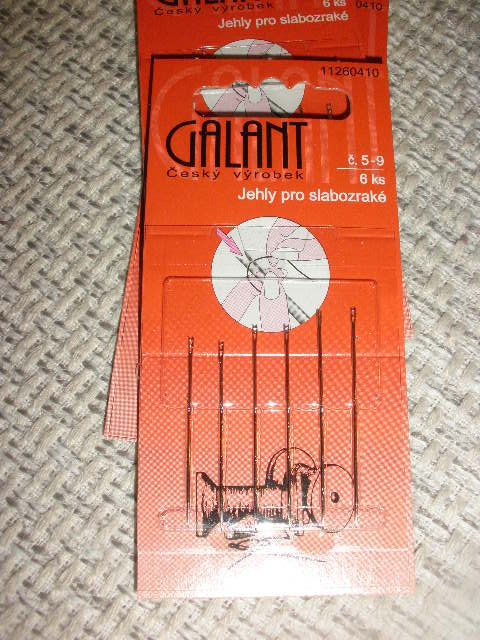 GALANT
Český výrobek
6 ks
0410
Jehly pro slabozraké
11260410
GALANT
Český výrobek
č. 5-9
6 ks
Jehly pro slabozraké